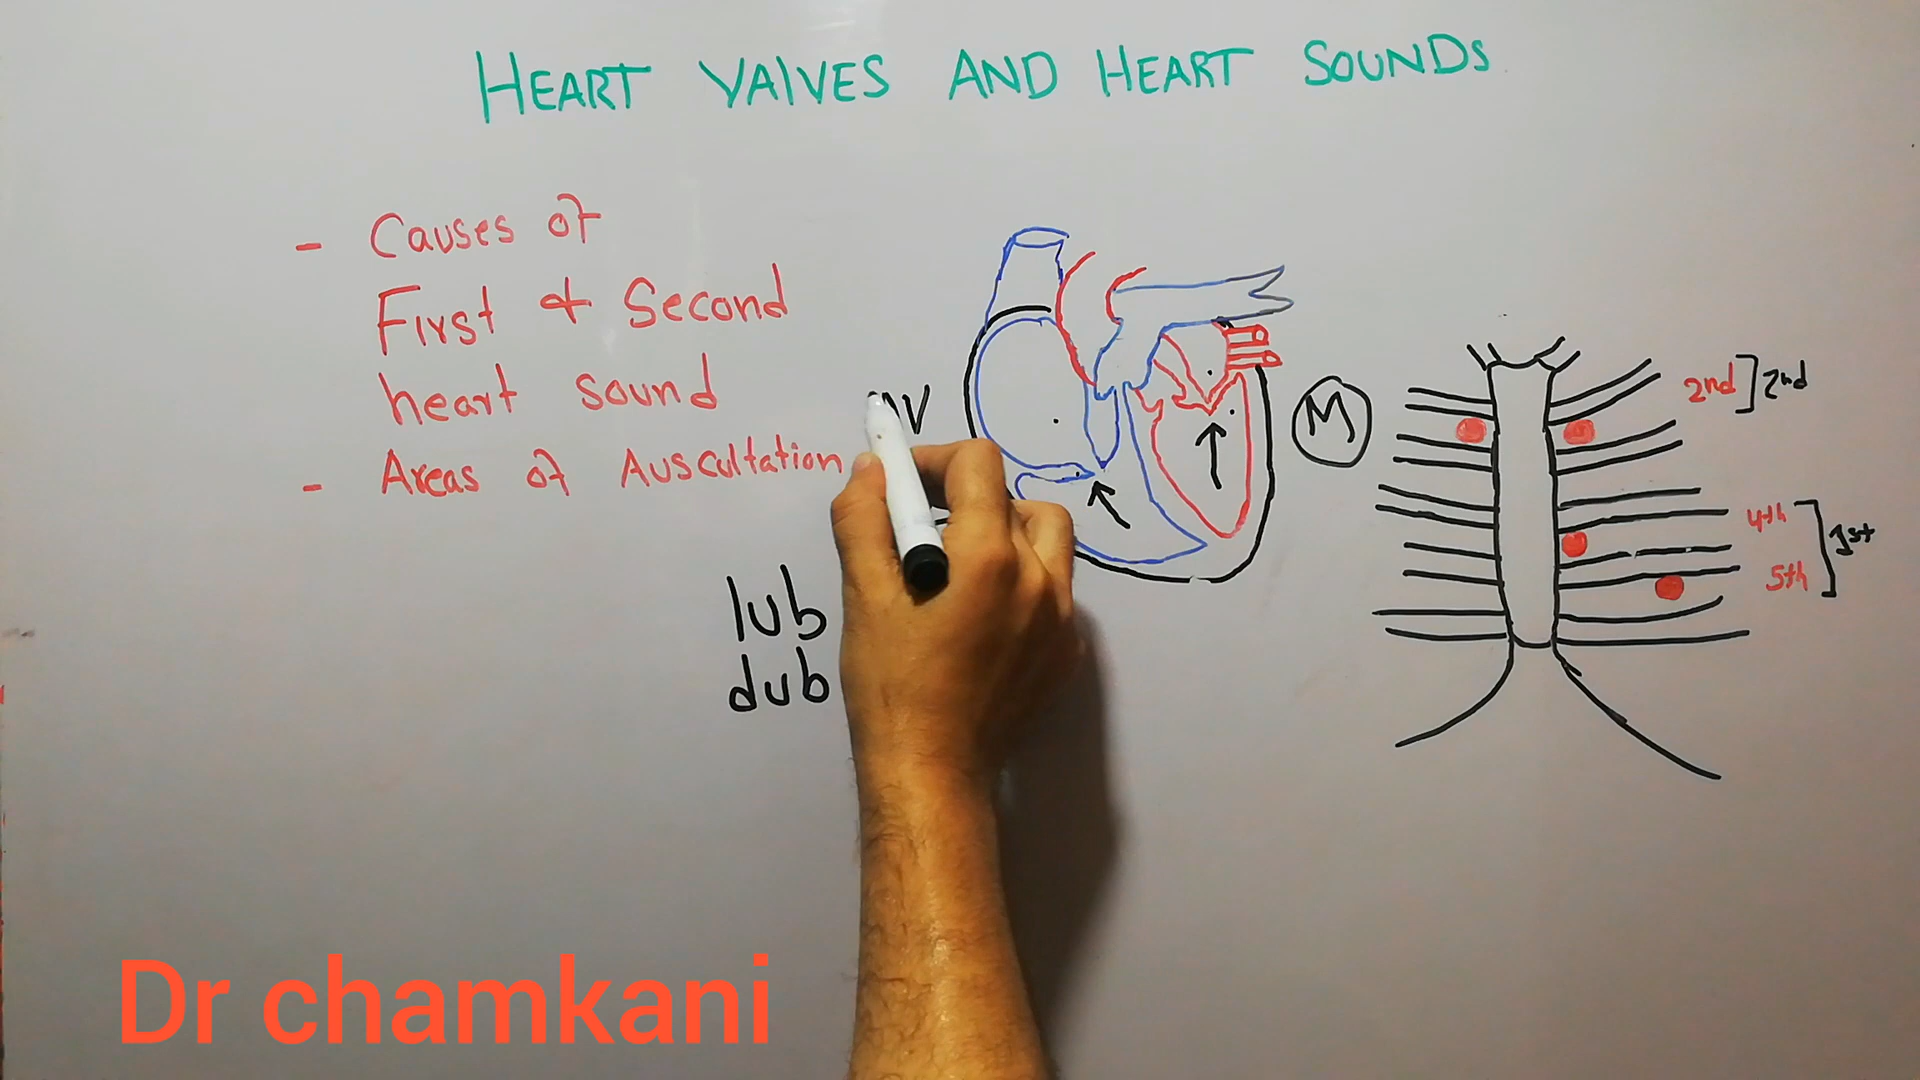 HEART VALVES AND HEART SOUNDS
- Causes of
First & Second
heart sound
- Areas of Auscultation
M
lub
dub
2nd ] 2nd
4th
5th ] 1st
Dr chamkani